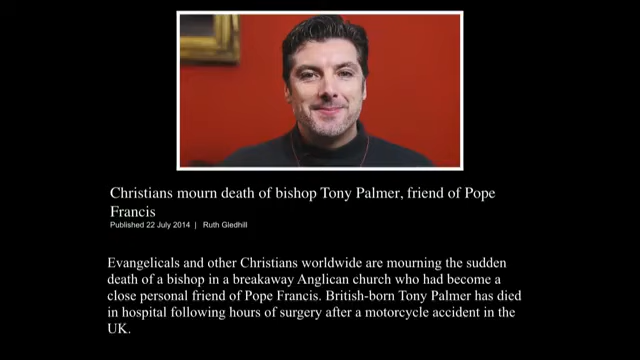 Christians mourn death of bishop Tony Palmer, friend of Pope
Francis
Published 22 July 2014 | Ruth Gledhill
Evangelicals and other Christians worldwide are mourning the sudden
death of a bishop in a breakaway Anglican church who had become a
close personal friend of Pope Francis. British-born Tony Palmer has died
in hospital following hours of surgery after a motorcycle accident in the
UK.